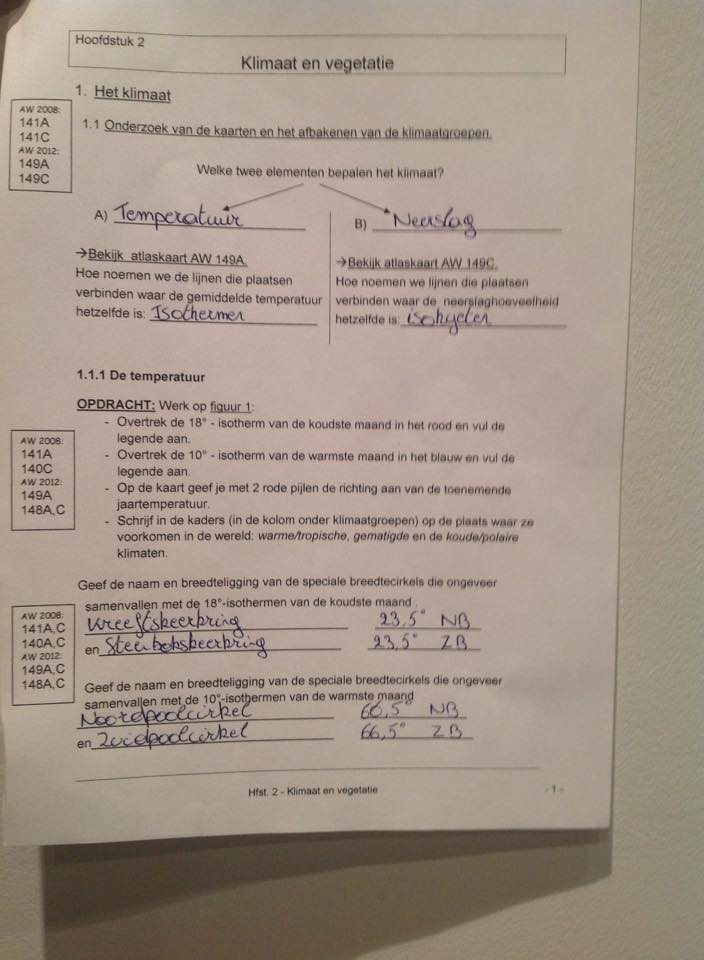 Hoofdstuk 2
Klimaat en vegetatie
1. Het klimaat
AW 2008:
141A
141C
AW 2012:
149A
149C
1.1 Onderzoek van de kaarten en het afbakenen van de klimaatgroepen.
Welke twee elementen bepalen het klimaat?
A) Temperatuur
B) Neerslag
→Bekijk atlaskaart AW 149A.
Hoe noemen we de lijnen die plaatsen
verbinden waar de gemiddelde temperatuur
hetzelfde is: Isothermen
→Bekijk atlaskaart AW 149C.
Hoe noemen we lijnen die plaatsen
verbinden waar de neerslaghoeveelheid
hetzelfde is: isohyeten
1.1.1 De temperatuur
OPDRACHT: Werk op figuur 1:
- Overtrek de 18° - isotherm van de koudste maand in het rood en vul de
legende aan.
- Overtrek de 10° - isotherm van de warmste maand in het blauw en vul de
legende aan.
- Op de kaart geef je met 2 rode pijlen de richting aan van de toenemende
jaartemperatuur.
- Schrijf in de kaders (in de kolom onder klimaatgroepen) op de plaats waar ze
voorkomen in de wereld: warme/tropische, gematigde en de koude/polaire
klimaten.
AW 2008:
141A
140C
AW 2012:
149A
148A,C
Geef de naam en breedteligging van de speciale breedtecirkels die ongeveer
samenvallen met de 18°-isothermen van de koudste maand .
Kreeftskeerkring 23,5° NB
en Steenbokskeerkring 23,5° ZB
AW 2008:
141A,C
140A,C
AW 2012:
149A,C
148A,C
Geef de naam en breedteligging van de speciale breedtecirkels die ongeveer
samenvallen met de 10°-isothermen van de warmste maand
Noordpoolcirkel 66,5° NB
en Zuidpoolcirkel 66,5° ZB
Hfst. 2 - Klimaat en vegetatie
- 1 -